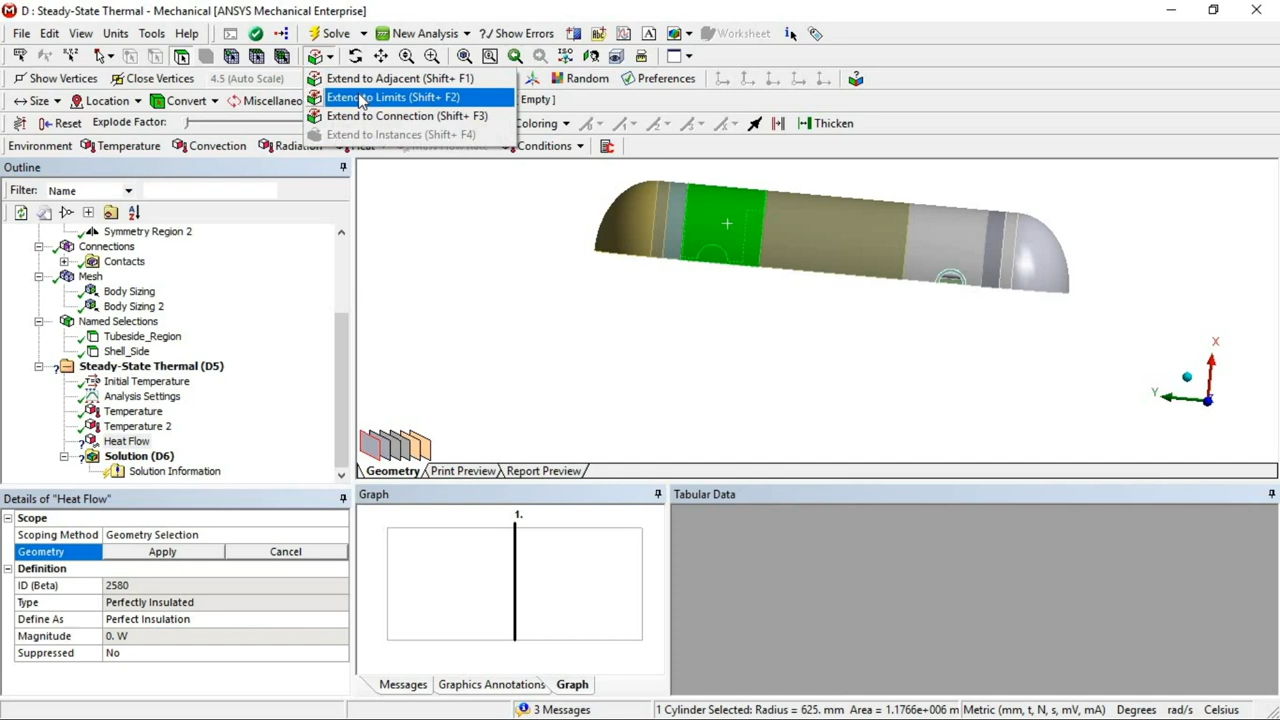 D : Steady-State Thermal - Mechanical [ANSYS Mechanical Enterprise]
File Edit View Units Tools Help Solve New Analysis ?/ Show Errors Worksheet
Show Vertices Close Vertices 4.5 (Auto Scale) Random Preferences
Size Location Convert Miscellaneou Empty ]
Reset Explode Factor: Coloring Thicken
Environment Temperature Convection Radiation Heat Conditions
Extend to Adjacent (Shift+ F1)
Extend to Limits (Shift+ F2)
Extend to Connection (Shift+ F3)
Extend to Instances (Shift+ F4)
Outline
Filter: Name
Symmetry Region 2
Connections
Contacts
Mesh
Body Sizing
Body Sizing 2
Named Selections
Tubeside_Region
Shell_Side
Steady-State Thermal (D5)
Initial Temperature
Analysis Settings
Temperature
Temperature 2
Heat Flow
Solution (D6)
Solution Information
X
Y
Geometry Print Preview Report Preview
Details of "Heat Flow"
Scope
Scoping Method Geometry Selection
Geometry Apply Cancel
Definition
ID (Beta) 2580
Type Perfectly Insulated
Define As Perfect Insulation
Magnitude 0. W
Suppressed No
Graph
1.
Messages Graphics Annotations Graph
Tabular Data
3 Messages 1 Cylinder Selected: Radius = 625. mm Area = 1.1766e+006 m Metric (mm, t, N, s, mV, mA) Degrees rad/s Celsius